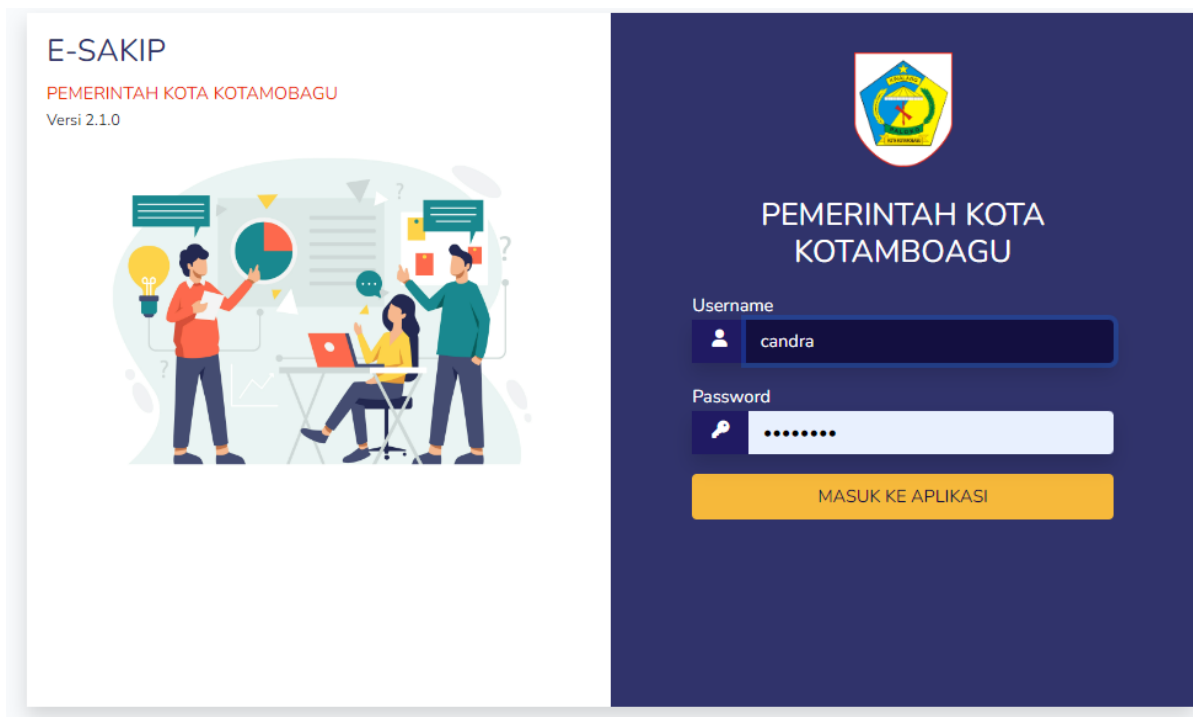 E-SAKIP
PEMERINTAH KOTA KOTAMOBAGU
Versi 2.1.0
PEMERINTAH KOTA
KOTAMBOAGU
Username
candra
Password
••••••••
MASUK KE APLIKASI